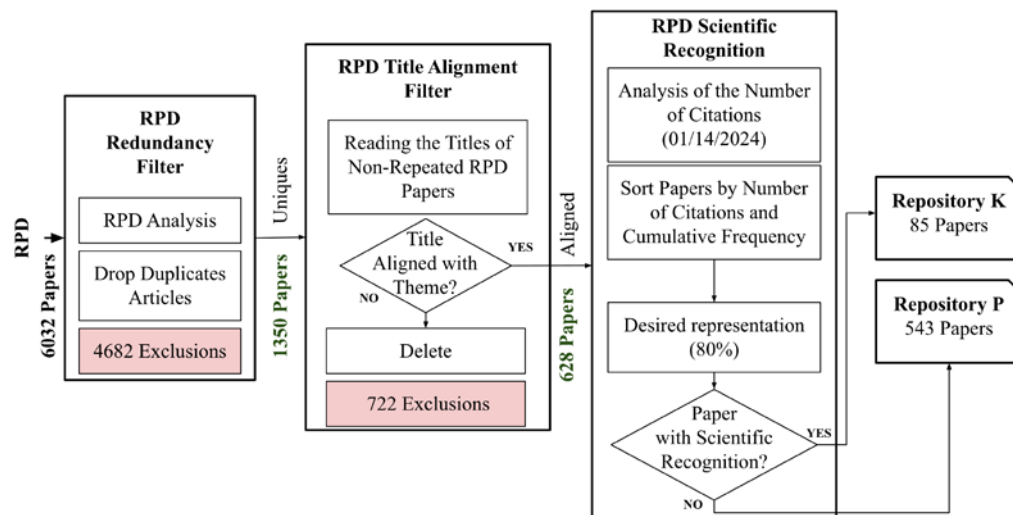 RPD
6032 Papers
RPD
Redundancy
Filter
RPD Analysis
Drop Duplicates
Articles
4682 Exclusions
Uniques
1350 Papers
RPD Title Alignment
Filter
Reading the Titles of
Non-Repeated RPD
Papers
Title
Aligned with
Theme?
YES
NO
Delete
722 Exclusions
Aligned
628 Papers
RPD Scientific
Recognition
Analysis of the Number
of Citations
(01/14/2024)
Sort Papers by Number
of Citations and
Cumulative Frequency
Desired representation
(80%)
Paper
with Scientific
Recognition?
YES
NO
Repository K
85 Papers
Repository P
543 Papers